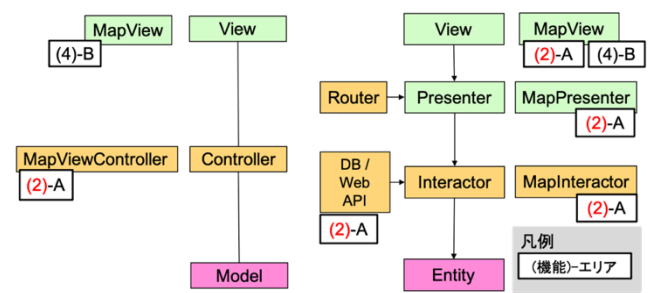 MapView
(4)-B
View
View
MapView
(2)-A
(4)-B
Router
Presenter
MapPresenter
(2)-A
MapViewController
(2)-A
Controller
DB /
Web
API
(2)-A
Interactor
MapInteractor
(2)-A
Model
Entity
凡例
(機能)-エリア